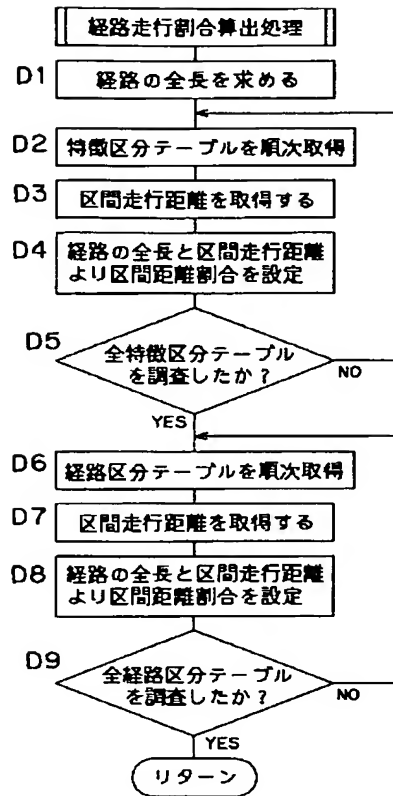 経路走行割合算出処理
D1
経路の全長を求める
D2
特徴区分テーブルを順次取得
D3
区間走行距離を取得する
D4
経路の全長と区間走行距離
より区間距離割合を設定
D5
全特徴区分テーブル
を調査したか?
NO
YES
D6
経路区分テーブルを順次取得
D7
区間走行距離を取得する
D8
経路の全長と区間走行距離
より区間距離割合を設定
D9
全経路区分テーブル
を調査したか?
NO
YES
リターン